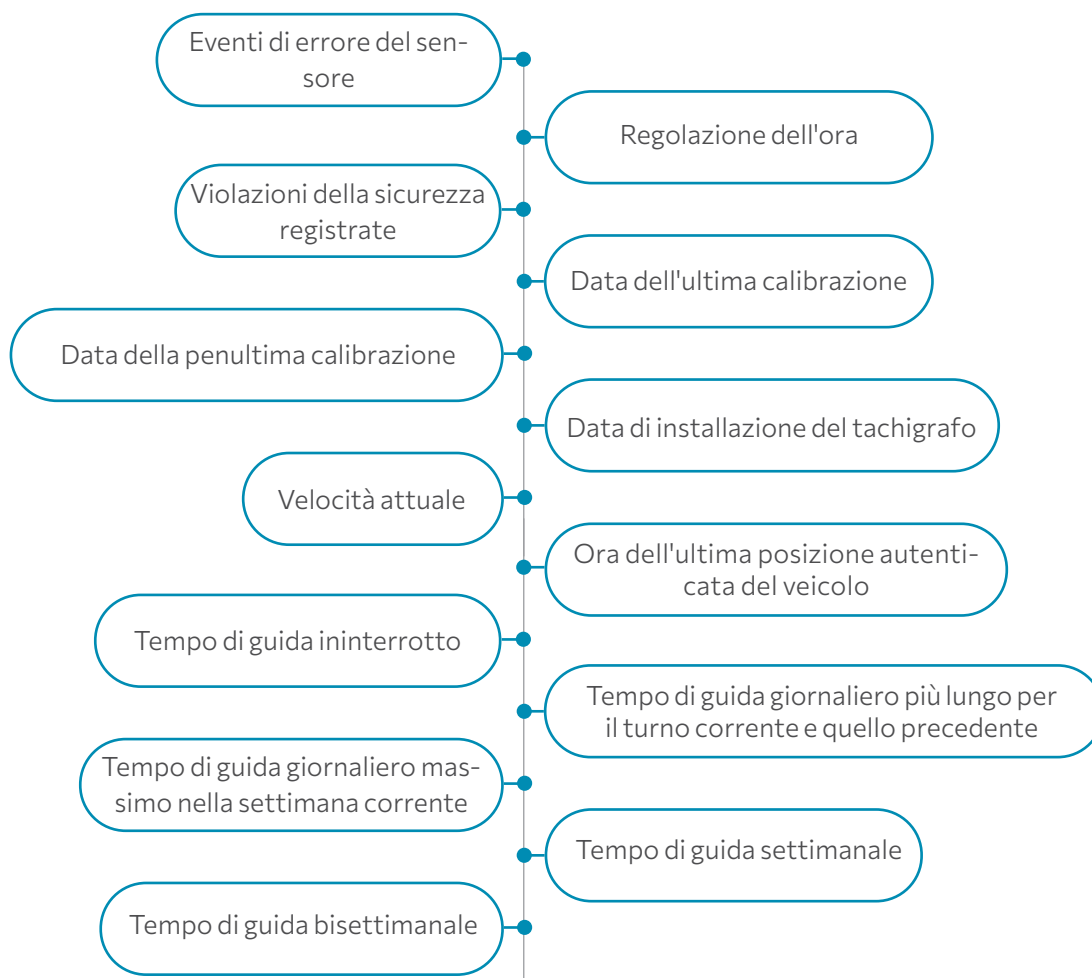 Eventi di errore del sen-
sore
Regolazione dell'ora
Violazioni della sicurezza
registrate
Data dell'ultima calibrazione
Data della penultima calibrazione
Data di installazione del tachigrafo
Velocità attuale
Ora dell'ultima posizione autenti-
cata del veicolo
Tempo di guida ininterrotto
Tempo di guida giornaliero più lungo per
il turno corrente e quello precedente
Tempo di guida giornaliero mas-
simo nella settimana corrente
Tempo di guida settimanale
Tempo di guida bisettimanale